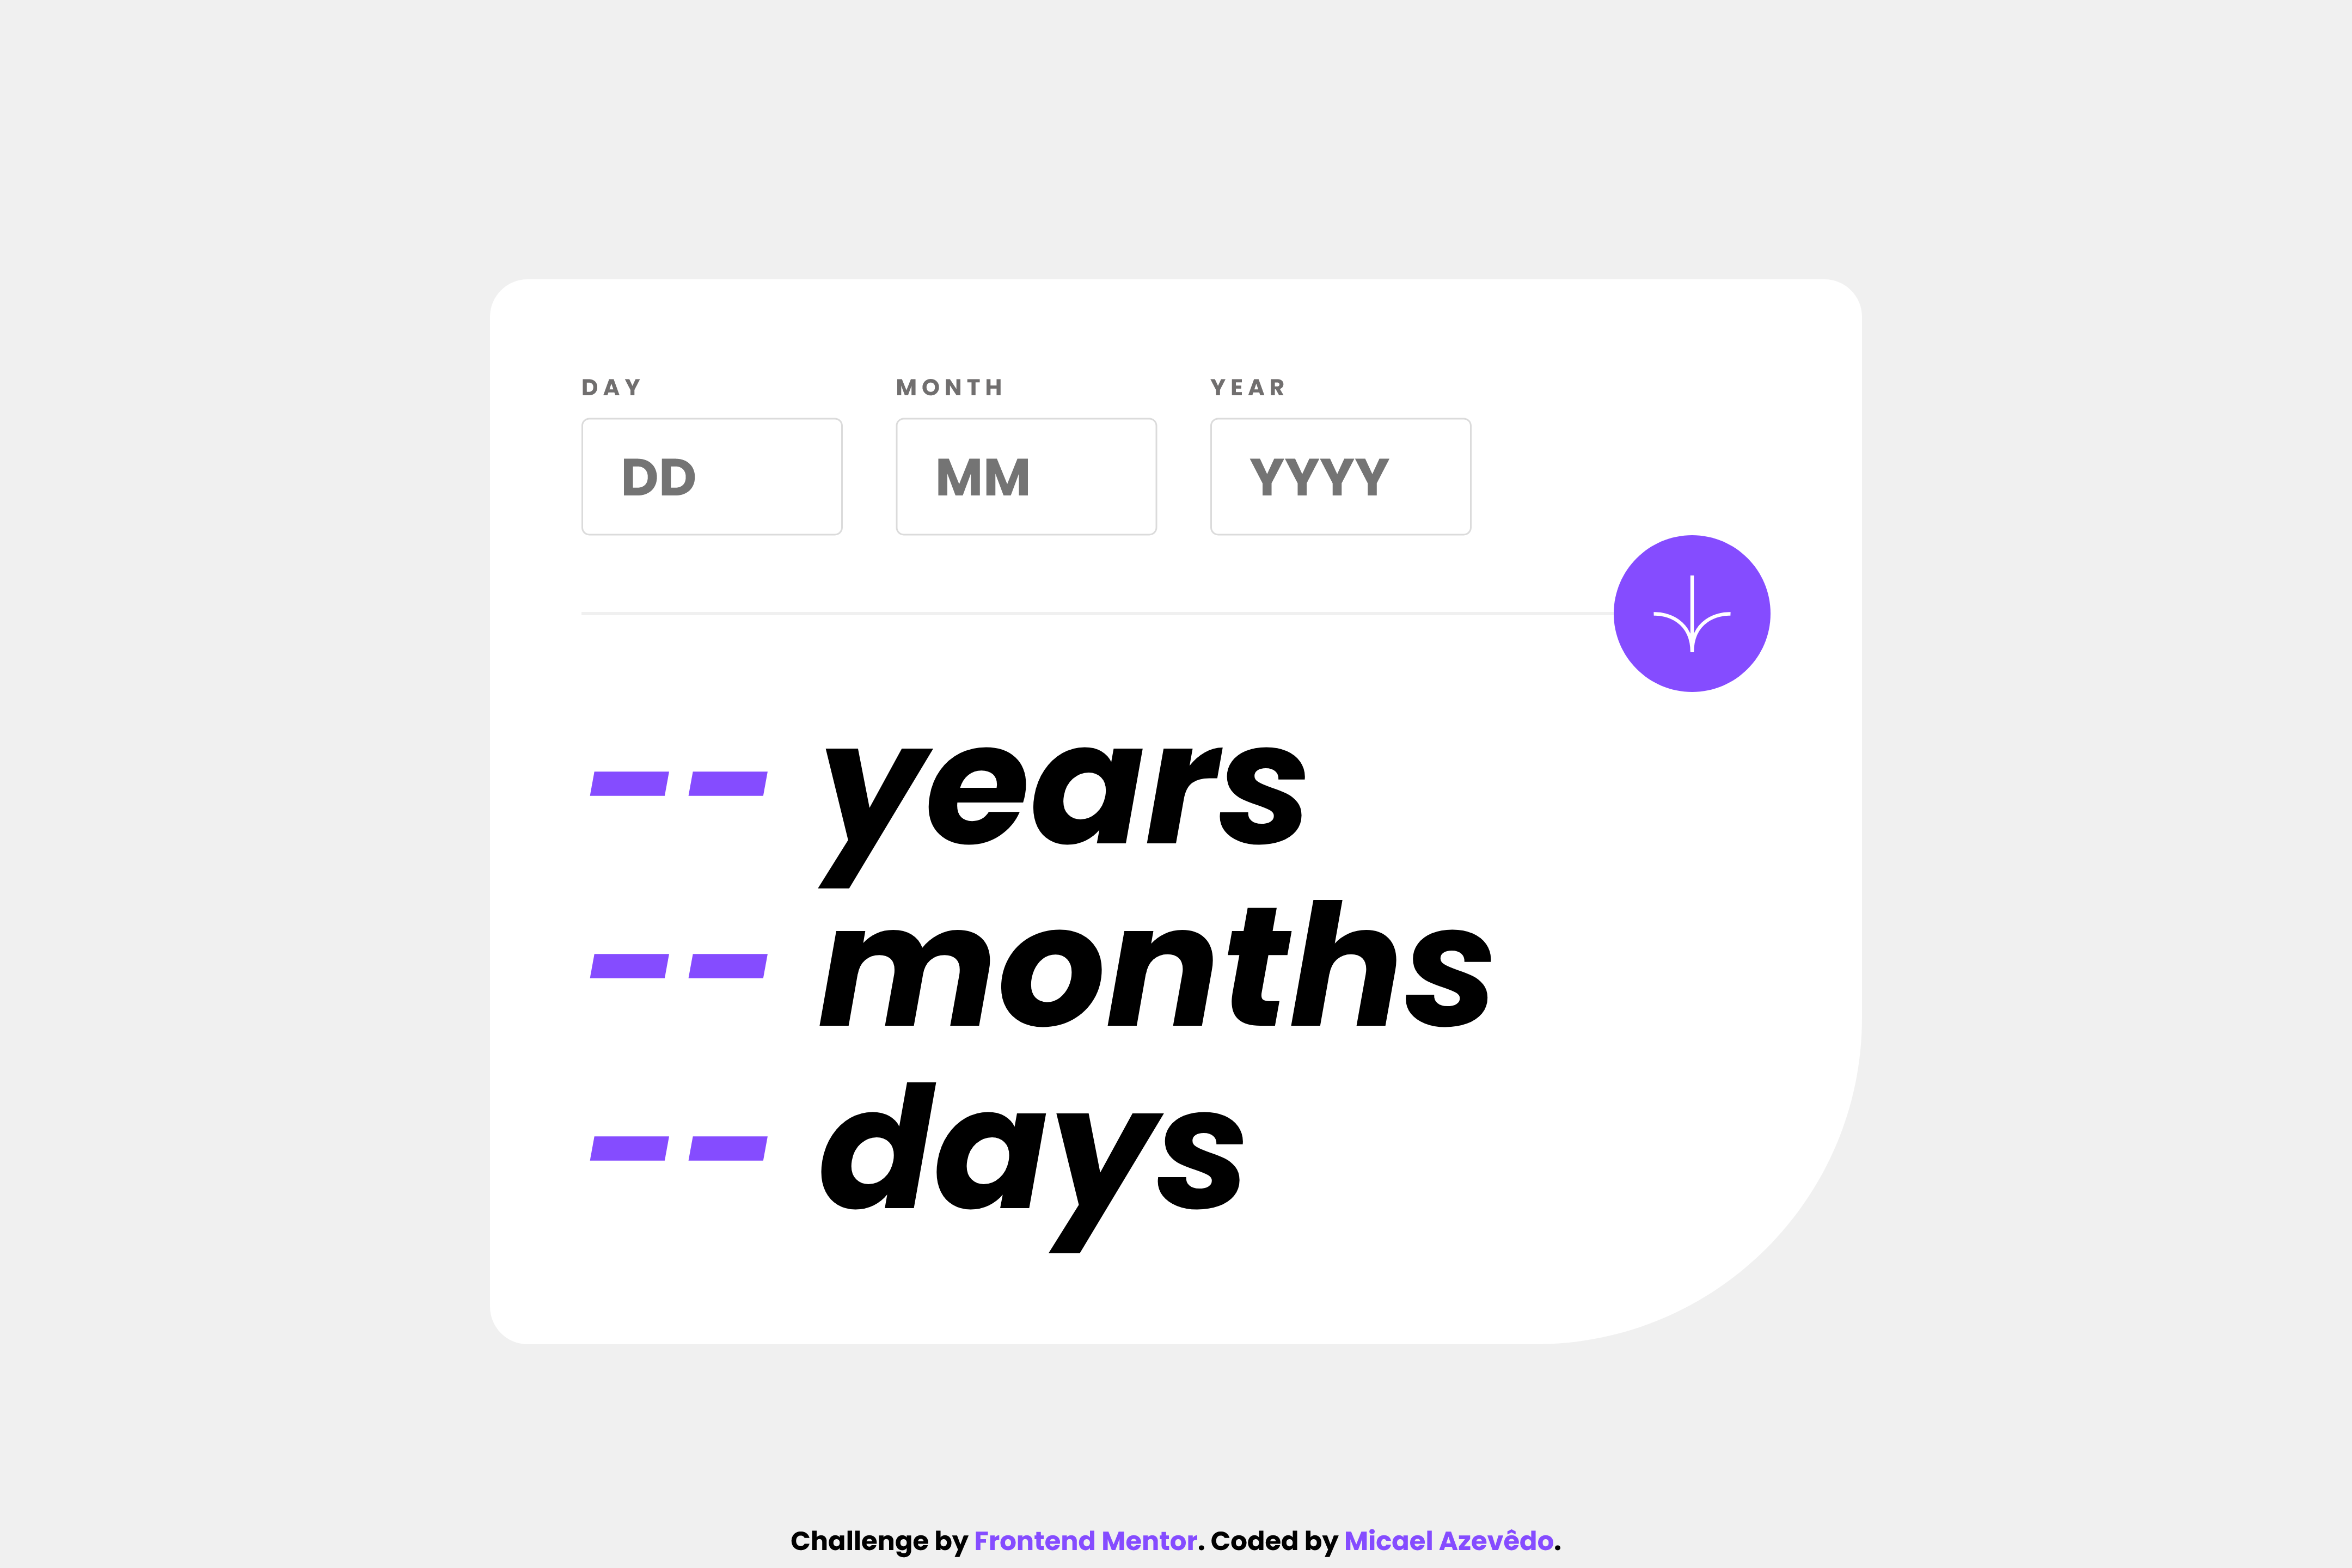 DAY MONTH YEAR
DD MM YYYY
-- years
-- months
-- days
Challenge by Frontend Mentor. Coded by Micael Azevêdo.